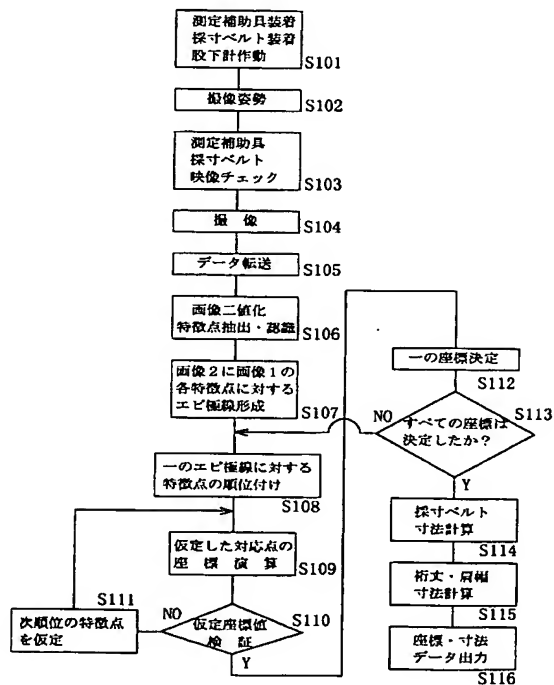 測定補助具装着
採寸ベルト装着
股下計作動
S101
撮像姿勢
S102
測定補助具
採寸ベルト
映像チェック
S103
撮 像
S104
データ転送
S105
画像二値化
特徴点抽出・認識
S106
画像2に画像1の
各特徴点に対する
エピ極線形成
S107
一のエピ極線に対する
特徴点の順位付け
S108
仮定した対応点の
座 標 演 算
S109
仮定座標値
検証
S110
NO
Y
S111
次順位の特徴点
を仮定
一の座標決定
S112
すべての座標は
決定したか?
S113
NO
Y
採寸ベルト
寸法計算
S114
裄丈・肩幅
寸法計算
S115
座標・寸法
データ出力
S116